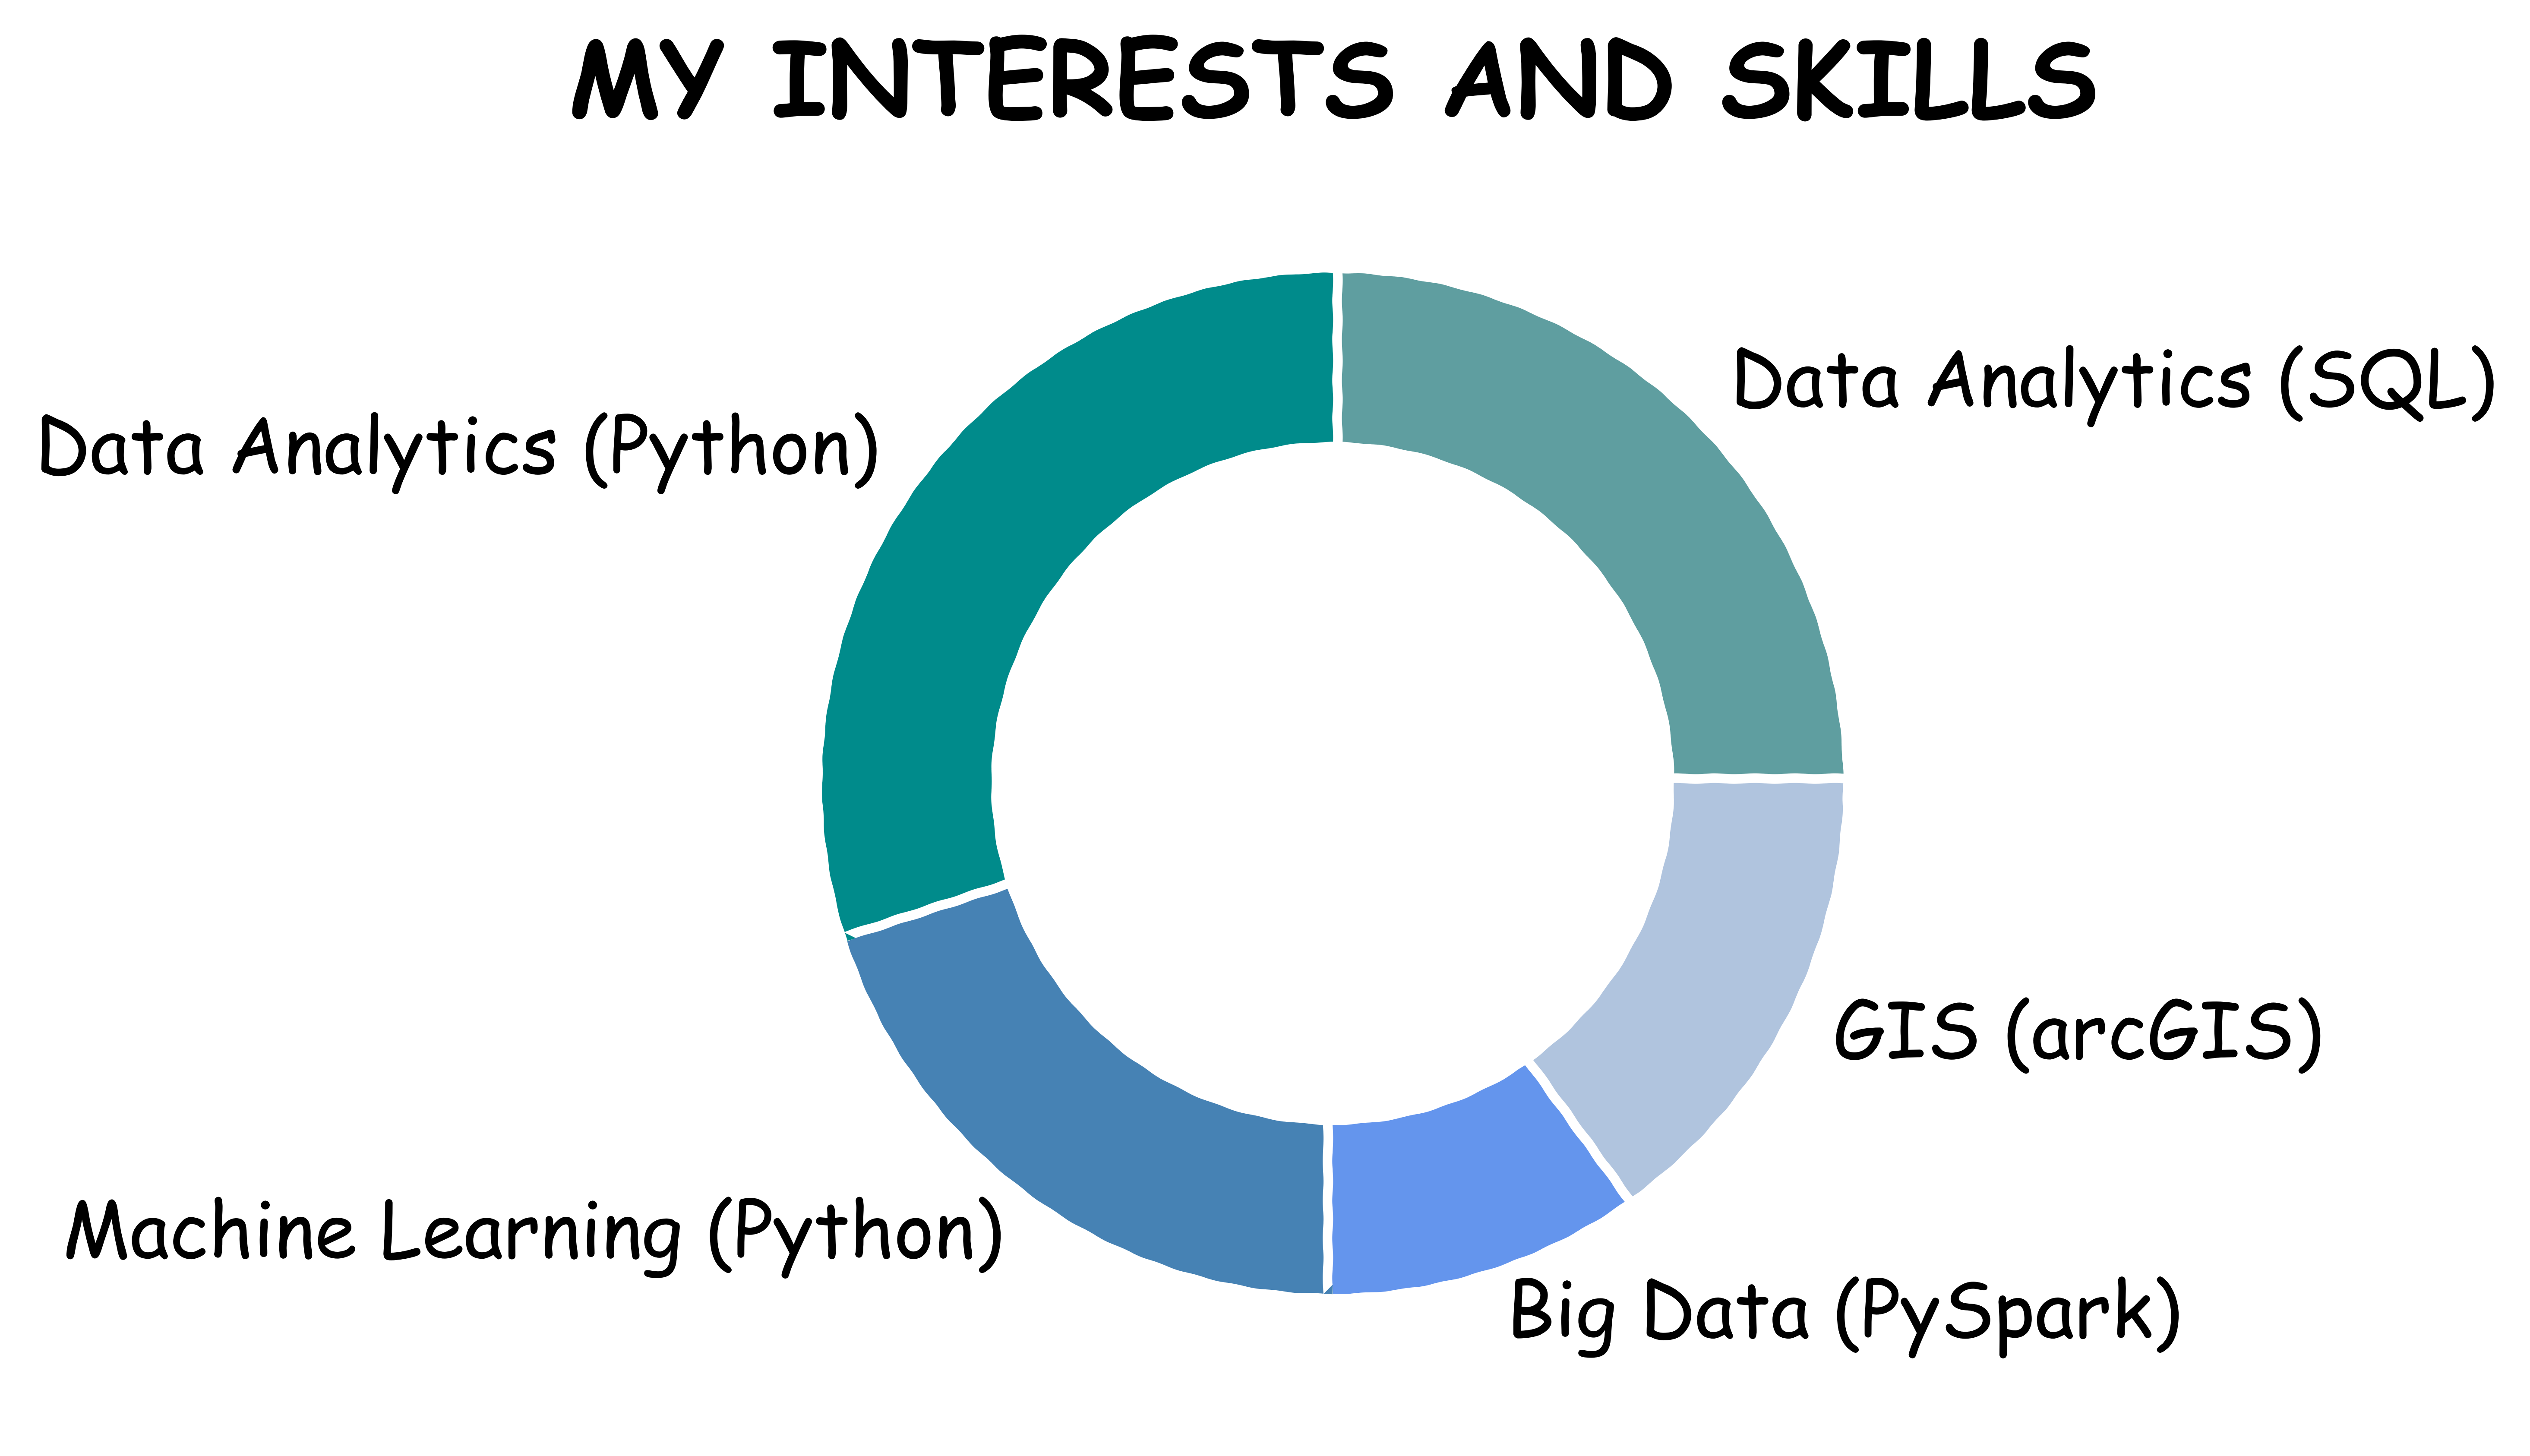 MY INTERESTS AND SKILLS
Data Analytics (SQL)
Data Analytics (Python)
GIS (arcGIS)
Machine Learning (Python)
Big Data (PySpark)